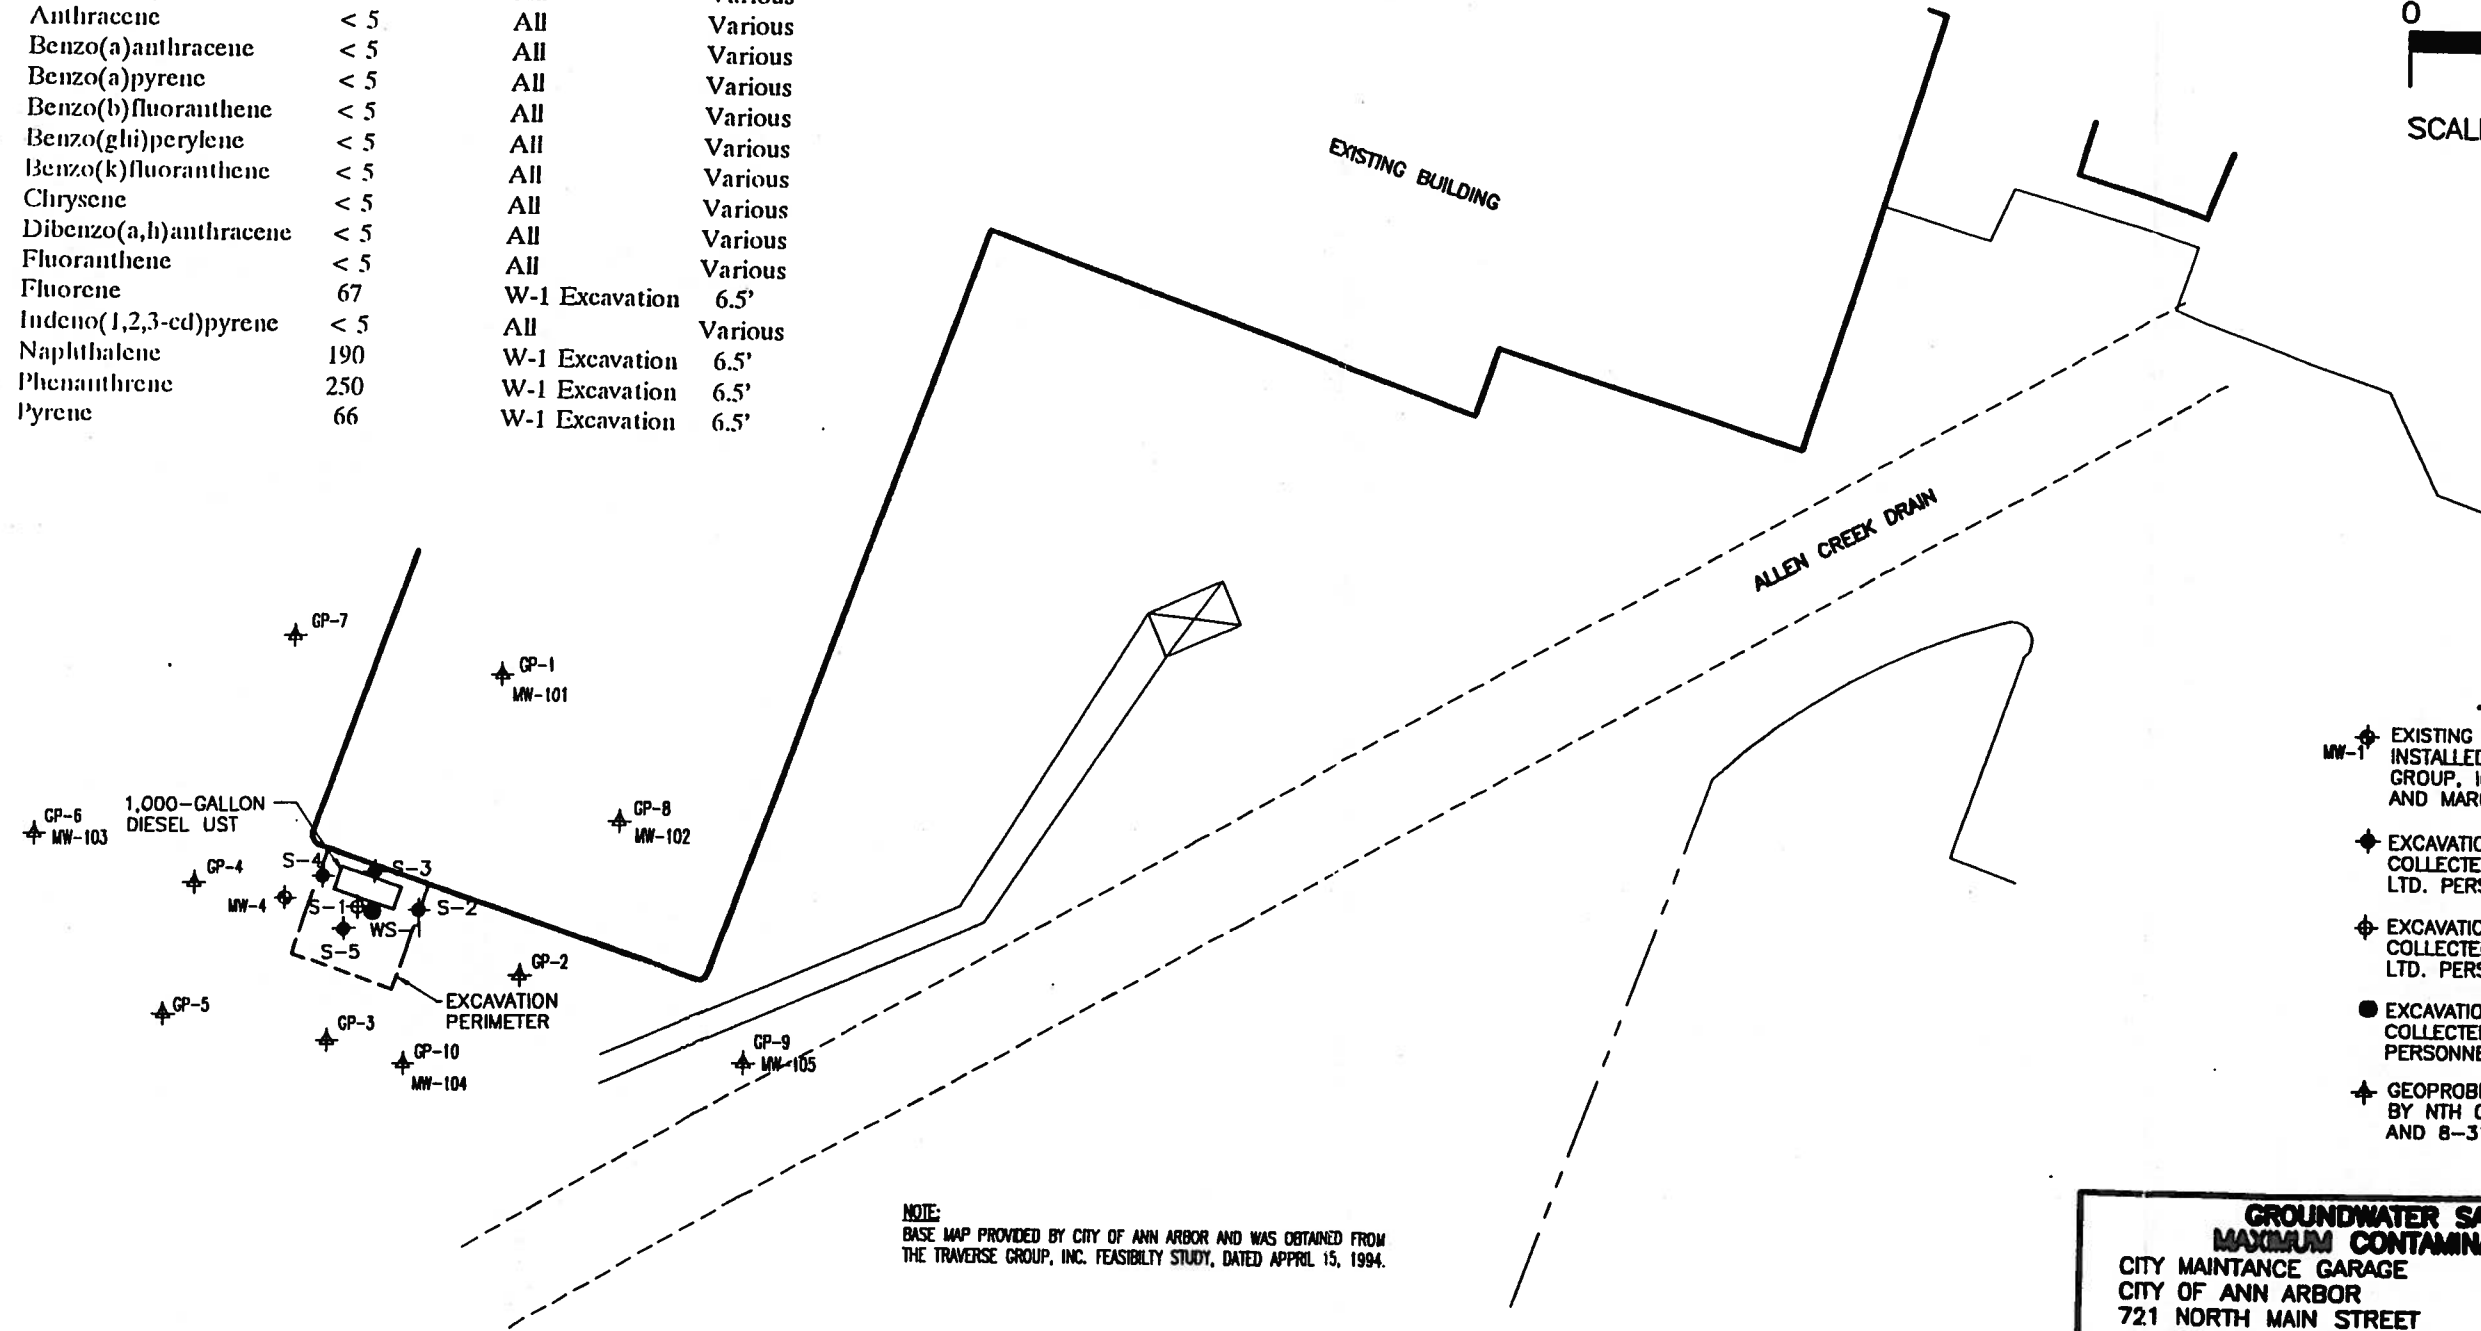 Various
Anthracene < 5 All Various
Benzo(a)anthracene < 5 All Various
Benzo(a)pyrene < 5 All Various
Benzo(b)fluoranthene < 5 All Various
Benzo(ghi)perylene < 5 All Various
Benzo(k)fluoranthene < 5 All Various
Chrysene < 5 All Various
Dibenzo(a,h)anthracene < 5 All Various
Fluoranthene < 5 All Various
Fluorene 67 W-1 Excavation 6.5'
Indeno(1,2,3-cd)pyrene < 5 All Various
Naphthalene 190 W-1 Excavation 6.5'
Phenanthrene 250 W-1 Excavation 6.5'
Pyrene 66 W-1 Excavation 6.5'
0
SCAL
EXISTING BUILDING
ALLEN CREEK DRAIN
GP-7
GP-1
MW-101
GP-8
MW-102
1,000-GALLON
DIESEL UST
GP-6
MW-103
GP-4
MW-4
S-4
S-3
S-1
S-2
WS-1
S-5
GP-2
EXCAVATION
PERIMETER
GP-5
GP-3
GP-10
MW-104
GP-9
MW-105
MW-1
EXISTING
INSTALLED
GROUP, I
AND MAR
EXCAVATIO
COLLECTE
LTD. PERS
EXCAVATIO
COLLECTE
LTD. PERS
EXCAVATIO
COLLECTE
PERSONNE
GEOPROB
BY NTH C
AND 8-3
NOTE:
BASE MAP PROVIDED BY CITY OF ANN ARBOR AND WAS OBTAINED FROM
THE TRAVERSE GROUP, INC. FEASIBILTY STUDY, DATED APPRIL 15, 1994.
GROUNDWATER SA
MAXIMUM CONTAMIN
CITY MAINTANCE GARAGE
CITY OF ANN ARBOR
721 NORTH MAIN STREET